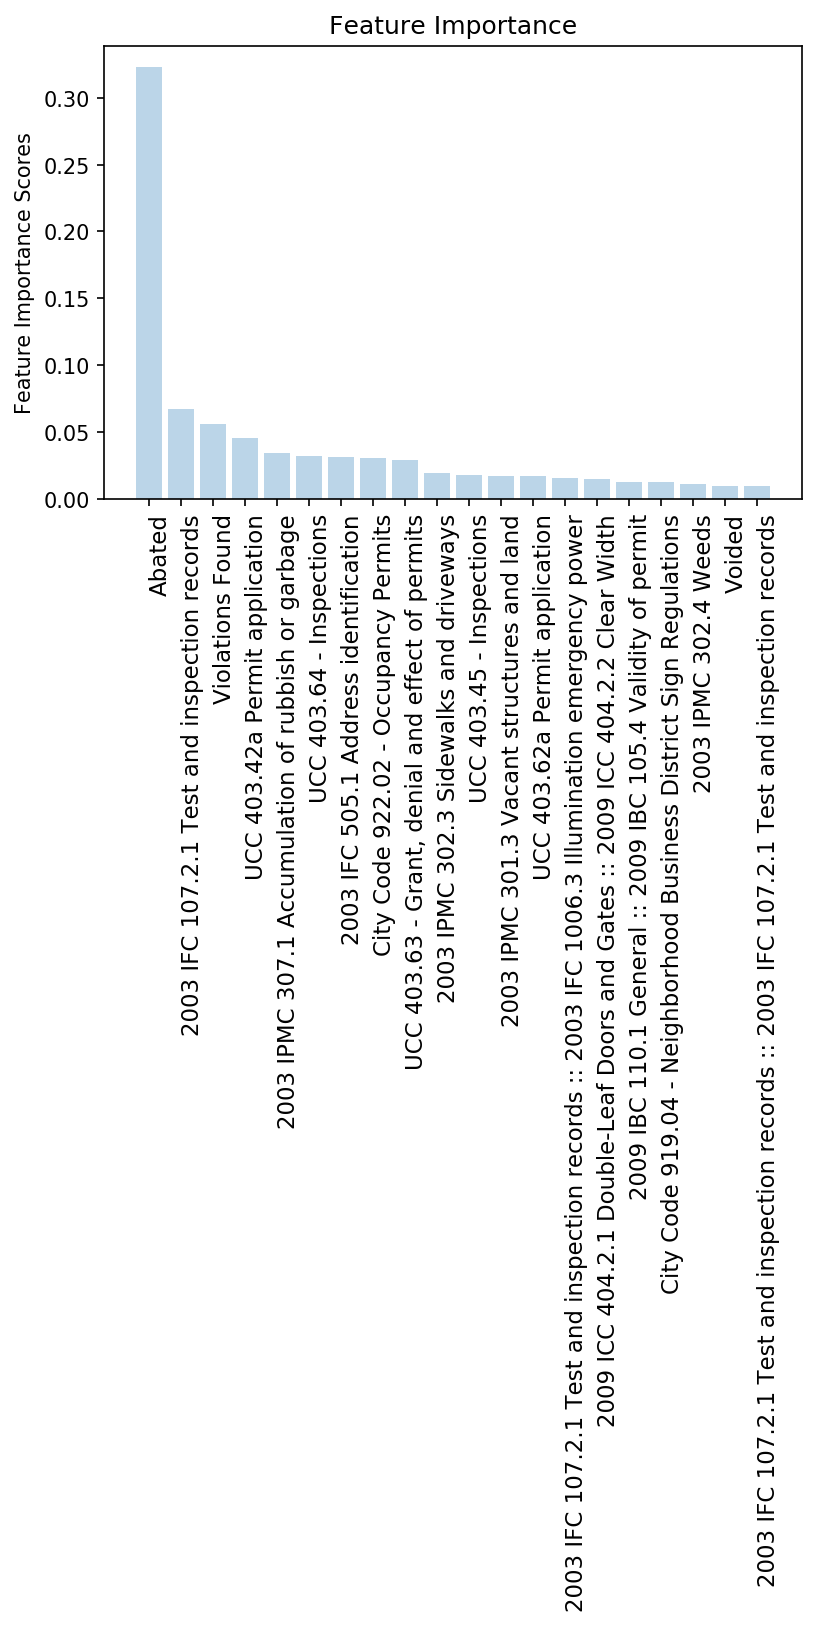 Feature Importance
Feature Importance Scores
0.30
0.25
0.20
0.15
0.10
0.05
0.00
Abated
2003 IFC 107.2.1 Test and inspection records
Violations Found
UCC 403.42a Permit application
2003 IPMC 307.1 Accumulation of rubbish or garbage
UCC 403.64 - Inspections
2003 IFC 505.1 Address identification
City Code 922.02 - Occupancy Permits
UCC 403.63 - Grant, denial and effect of permits
2003 IPMC 302.3 Sidewalks and driveways
UCC 403.45 - Inspections
2003 IPMC 301.3 Vacant structures and land
UCC 403.62a Permit application
2003 IFC 107.2.1 Test and inspection records :: 2003 IFC 1006.3 Illumination emergency power
2009 ICC 404.2.1 Double-Leaf Doors and Gates :: 2009 ICC 404.2.2 Clear Width
2009 IBC 110.1 General :: 2009 IBC 105.4 Validity of permit
City Code 919.04 - Neighborhood Business District Sign Regulations
2003 IPMC 302.4 Weeds
Voided
2003 IFC 107.2.1 Test and inspection records :: 2003 IFC 107.2.1 Test and inspection records